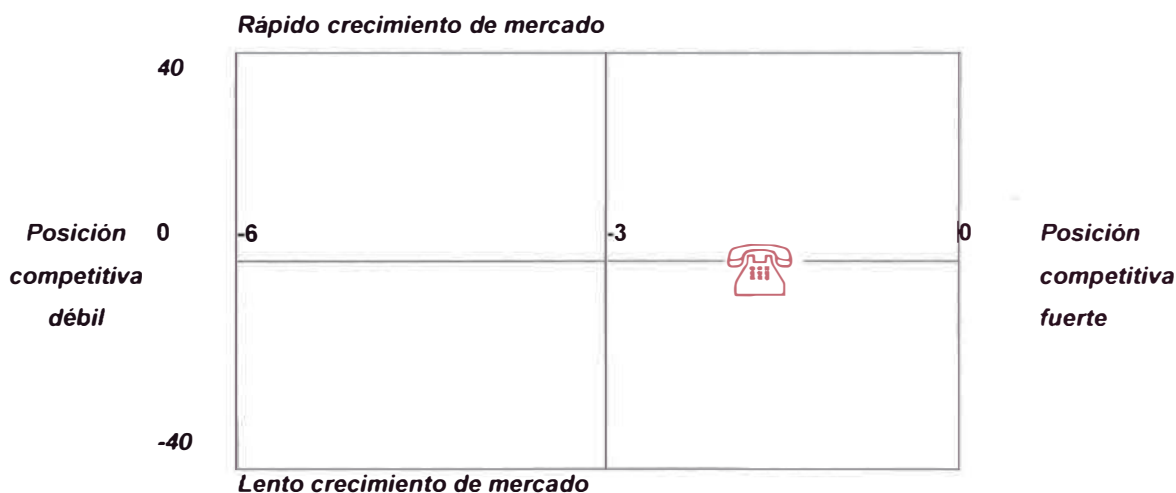 Rápido crecimiento de mercado
40
Posición 0 -6 -3 0 Posición
competitiva competitiva
débil fuerte
-40
Lento crecimiento de mercado